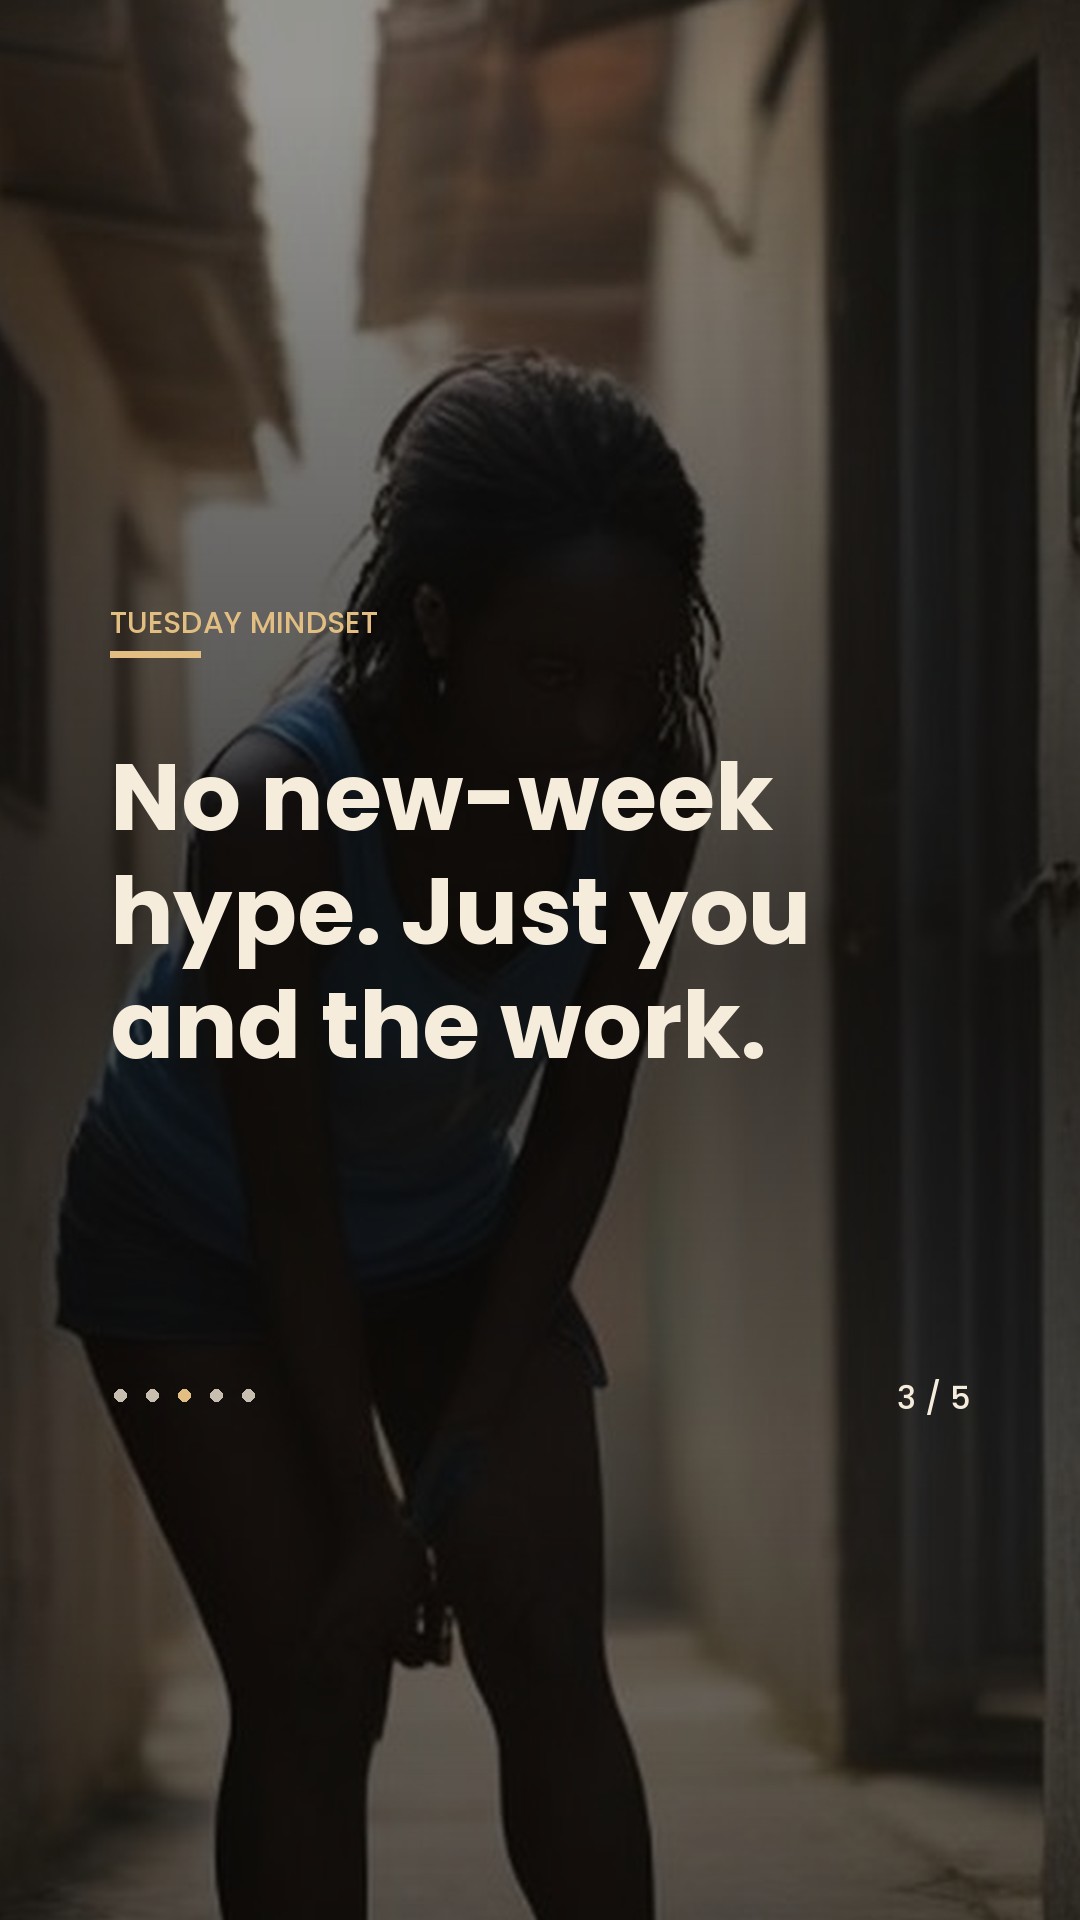 TUESDAY MINDSET
No new-week
hype. Just you
and the work.
3 / 5